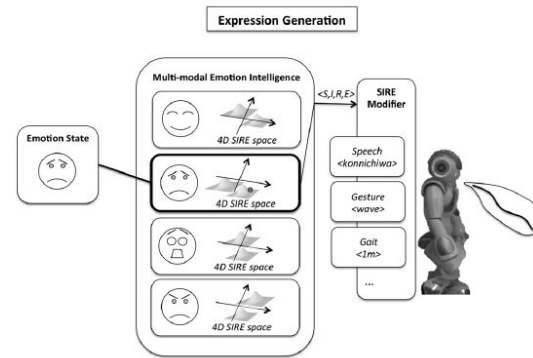 Expression Generation
Multi-modal Emotion Intelligence
<S,I,R,E>
SIRE
Modifier
Emotion State
4D SIRE space
4D SIRE space
4D SIRE space
4D SIRE space
Speech
<konnichiwa>
Gesture
<wave>
Gait
<1m>
...